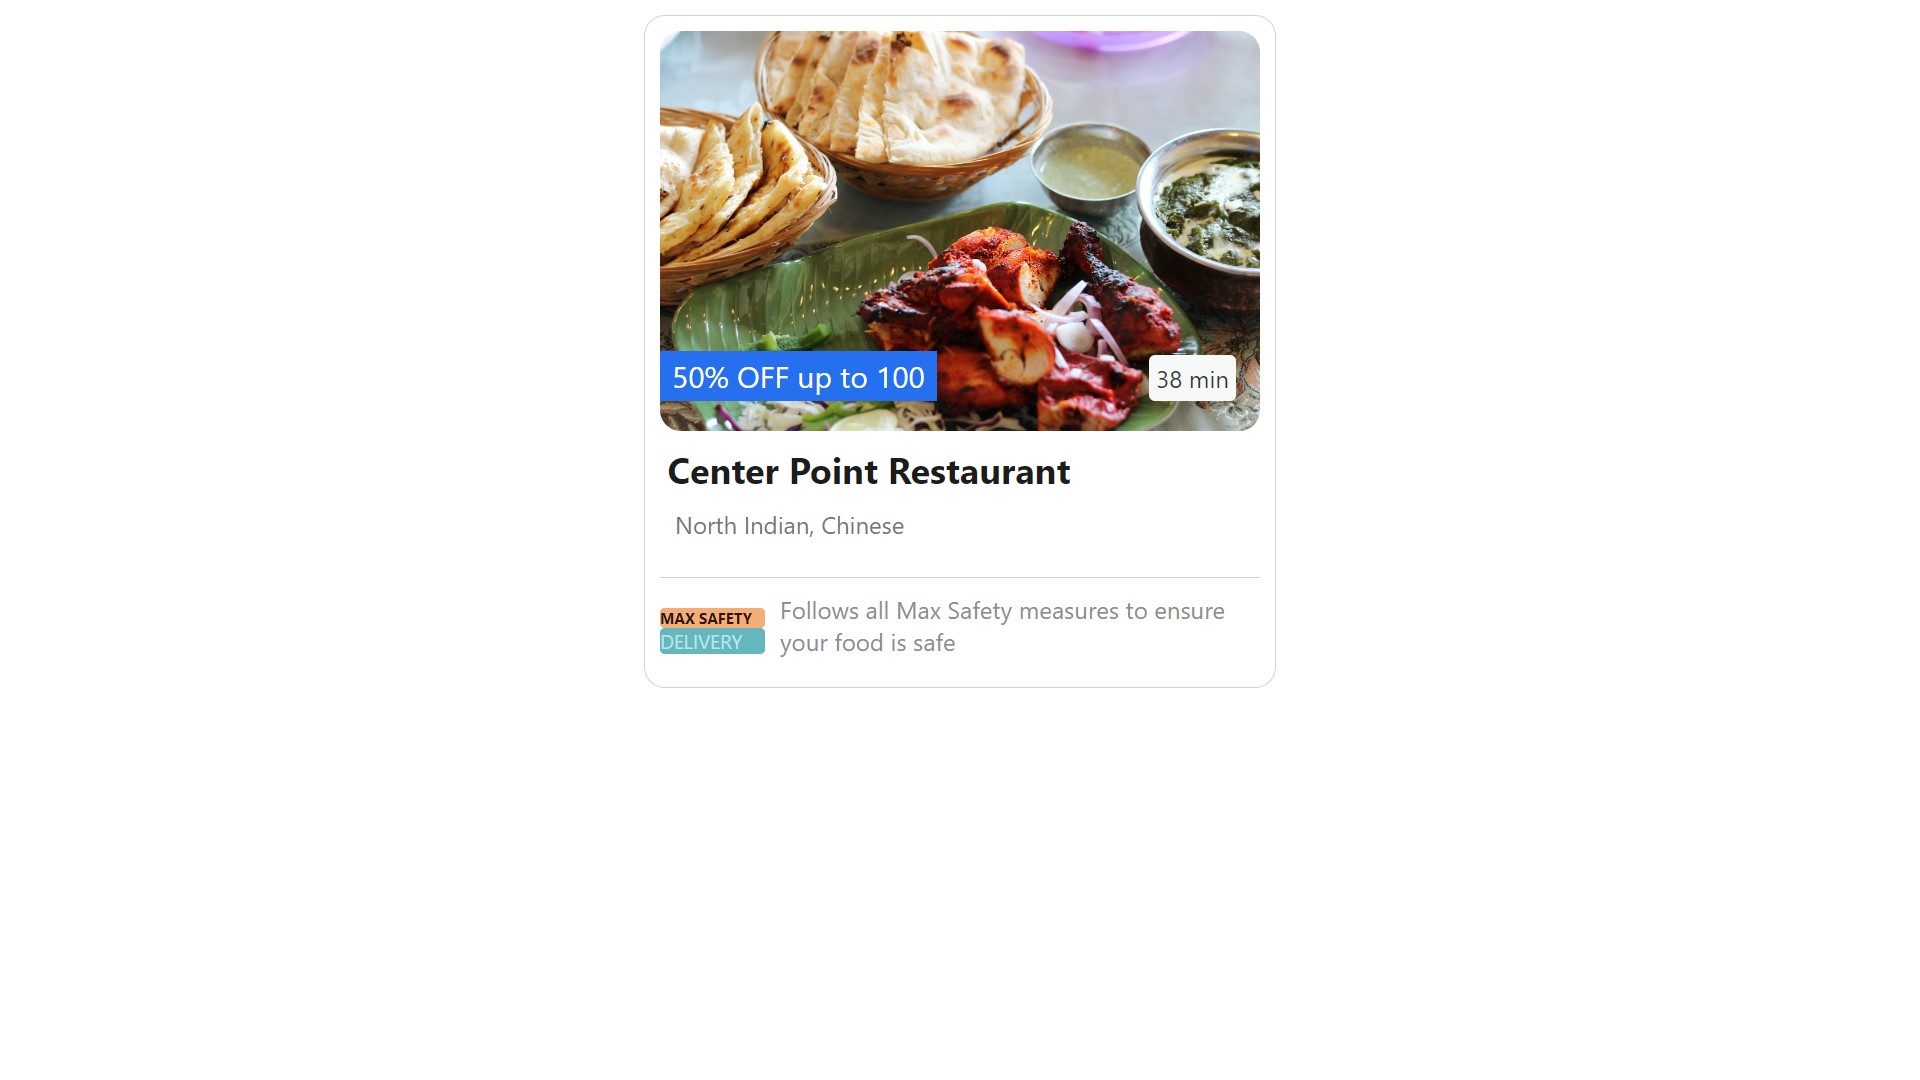 50% OFF up to 100
38 min
Center Point Restaurant
North Indian, Chinese
MAX SAFETY
DELIVERY
Follows all Max Safety measures to ensure
your food is safe